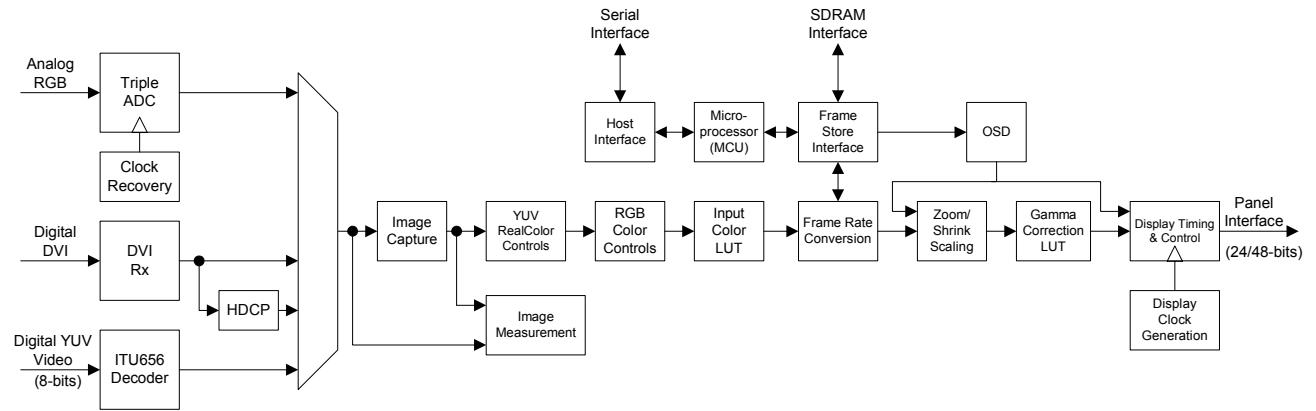 Serial
Interface
SDRAM
Interface
Analog
RGB
Triple
ADC
Clock
Recovery
Host
Interface
Micro-
processor
(MCU)
Frame
Store
Interface
OSD
Digital
DVI
DVI
Rx
HDCP
Image
Capture
YUV
RealColor
Controls
RGB
Color
Controls
Input
Color
LUT
Frame Rate
Conversion
Zoom/
Shrink
Scaling
Gamma
Correction
LUT
Display Timing
& Control
Panel
Interface
(24/48-bits)
Image
Measurement
Display
Clock
Generation
Digital YUV
Video
(8-bits)
ITU656
Decoder